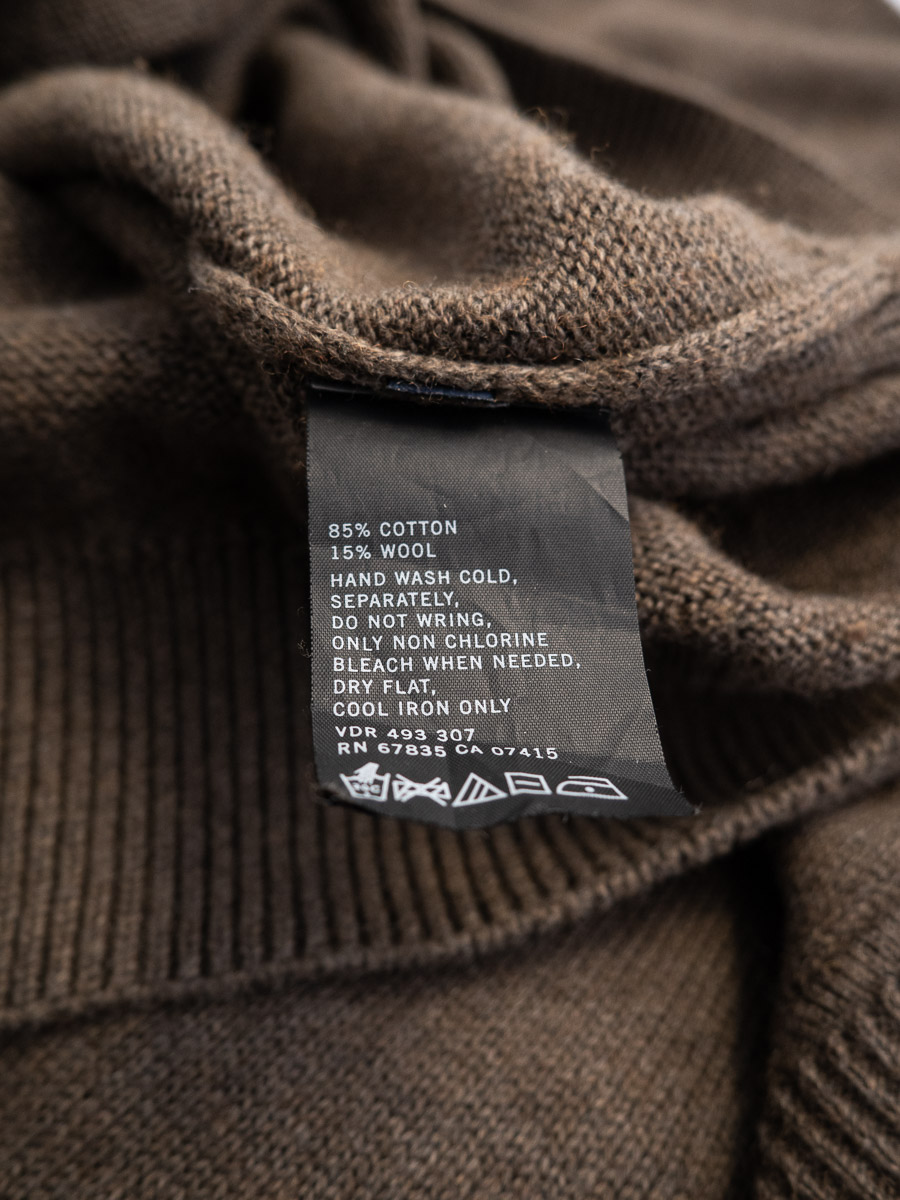 85% COTTON
15% WOOL
HAND WASH COLD,
SEPARATELY,
DO NOT WRING,
ONLY NON CHLORINE
BLEACH WHEN NEEDED,
DRY FLAT,
COOL IRON ONLY
VDR 493 307
RN 67835 CA 07415